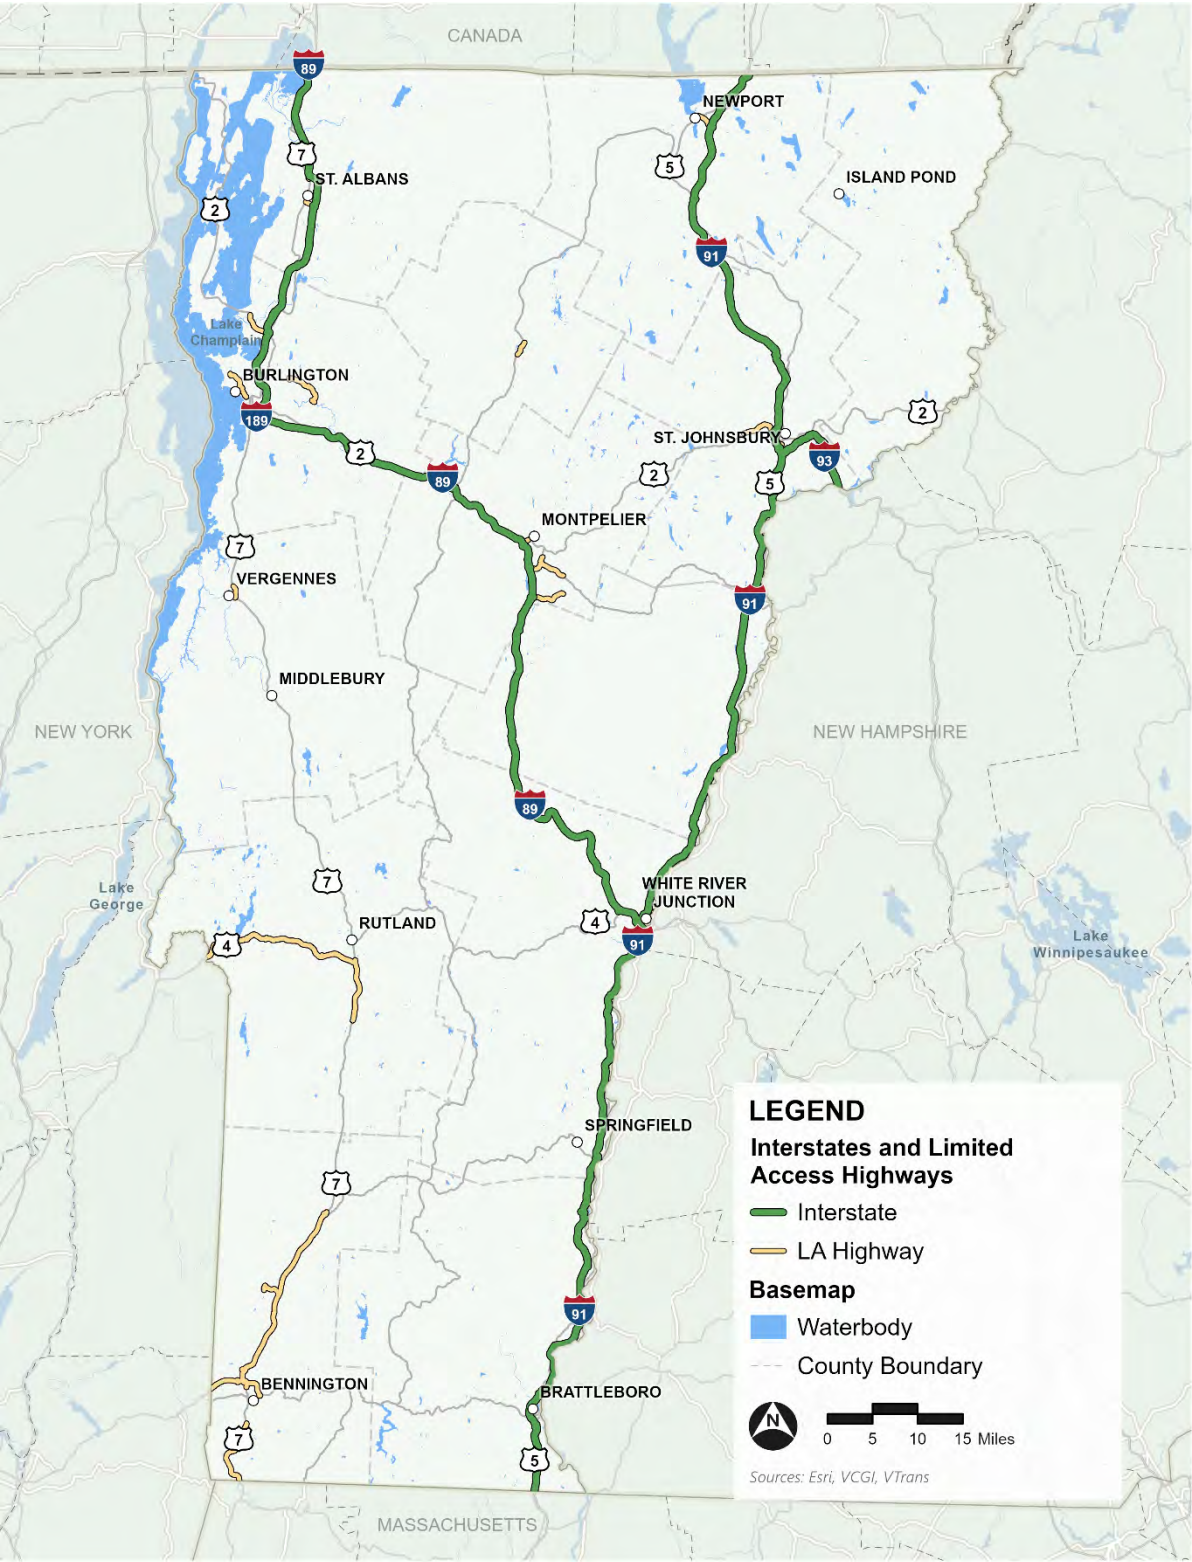 CANADA
89
NEWPORT
7
5
ST. ALBANS
ISLAND POND
2
91
Lake
Champlain
BURLINGTON
189
2
ST. JOHNSBURY
2
93
2
89
5
MONTPELIER
7
VERGENNES
91
MIDDLEBURY
NEW YORK
NEW HAMPSHIRE
89
7
WHITE RIVER
JUNCTION
Lake
George
RUTLAND
4
4
91
Lake
Winnipesaukee
SPRINGFIELD
7
91
BENNINGTON
BRATTLEBORO
7
5
MASSACHUSETTS
LEGEND
Interstates and Limited
Access Highways
Interstate
LA Highway
Basemap
Waterbody
County Boundary
N
0 5 10 15 Miles
Sources: Esri, VCGI, VTrans